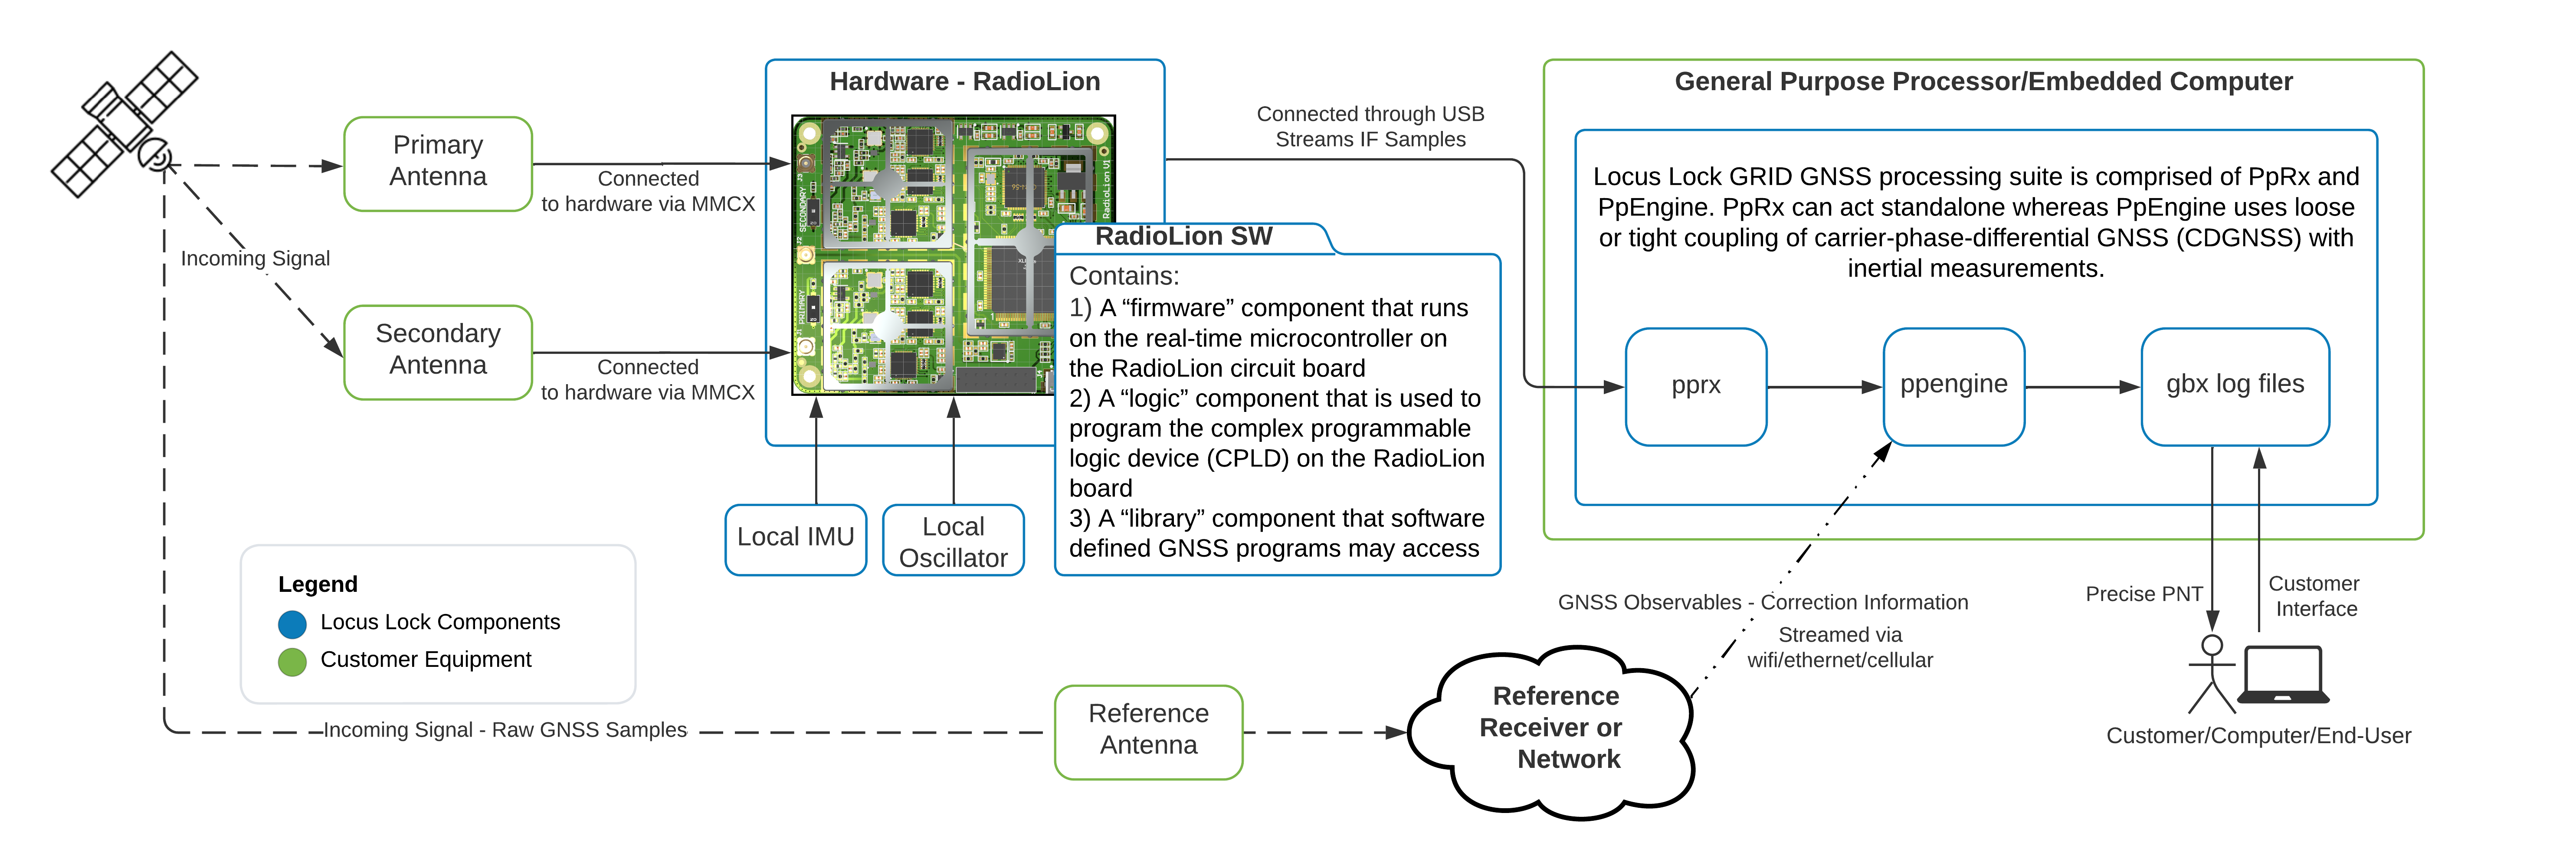 Primary
Antenna
Incoming Signal
Secondary
Antenna
Connected
to hardware via MMCX
Connected
to hardware via MMCX
Hardware - RadioLion
SECONDARY
J3
J2
PRIMARY
J1
RadioLion V1
RadioLion SW
Contains:
1) A “firmware” component that runs
on the real-time microcontroller on
the RadioLion circuit board
2) A “logic” component that is used to
program the complex programmable
logic device (CPLD) on the RadioLion
board
3) A “library” component that software
defined GNSS programs may access
Local IMU
Local
Oscillator
Connected through USB
Streams IF Samples
General Purpose Processor/Embedded Computer
Locus Lock GRID GNSS processing suite is comprised of PpRx and
PpEngine. PpRx can act standalone whereas PpEngine uses loose
or tight coupling of carrier-phase-differential GNSS (CDGNSS) with
inertial measurements.
pprx
ppengine
gbx log files
Legend
Locus Lock Components
Customer Equipment
Incoming Signal - Raw GNSS Samples
Reference
Antenna
Reference
Receiver or
Network
GNSS Observables - Correction Information
Streamed via
wifi/ethernet/cellular
Precise PNT
Customer
Interface
Customer/Computer/End-User